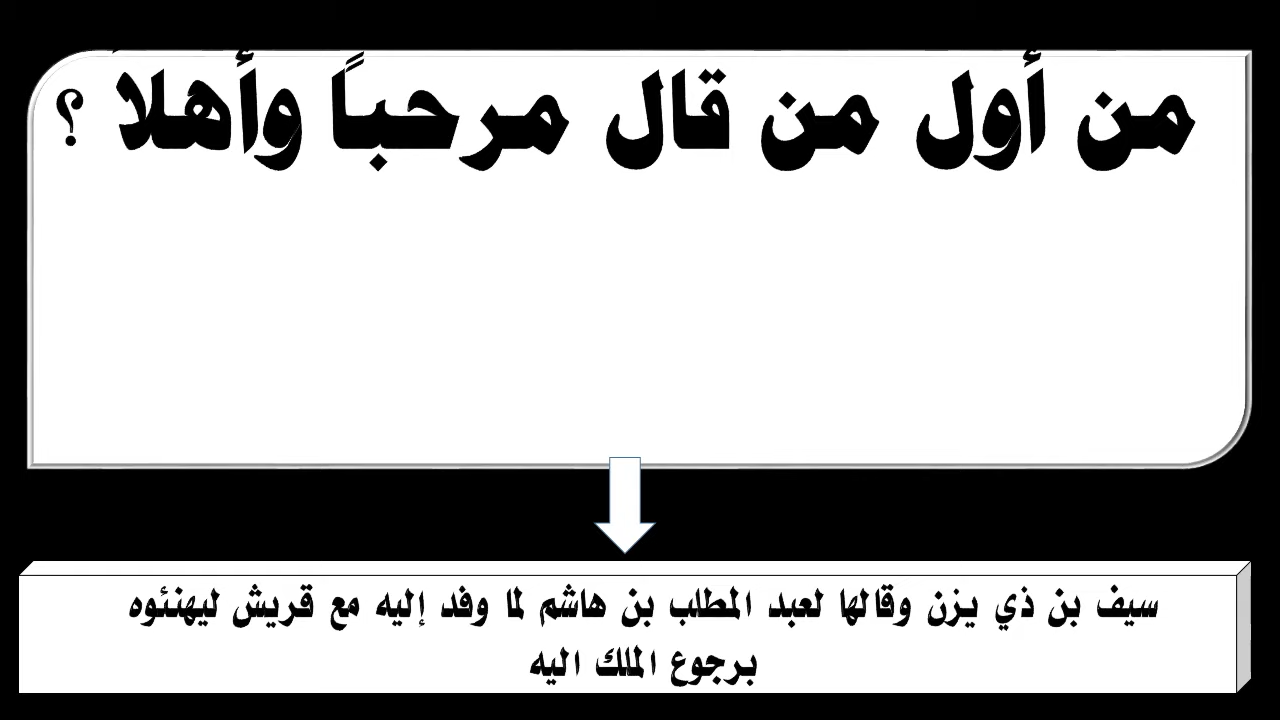 من أول من قال مرحباً وأهلاً ؟
سيف بن ذي يزن وقالها لعبد المطلب بن هاشم لما وفد إليه مع قريش ليهنئوه
برجوع الملك اليه